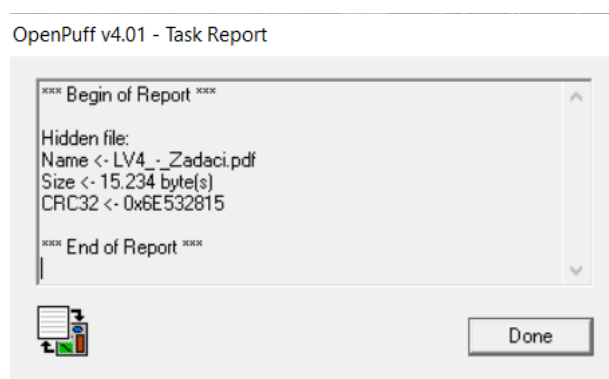 OpenPuff v4.01 - Task Report
*** Begin of Report ***
Hidden file:
Name <- LV4_-_Zadaci.pdf
Size <- 15.234 byte(s)
CRC32 <- 0x6E532815
*** End of Report ***
Done